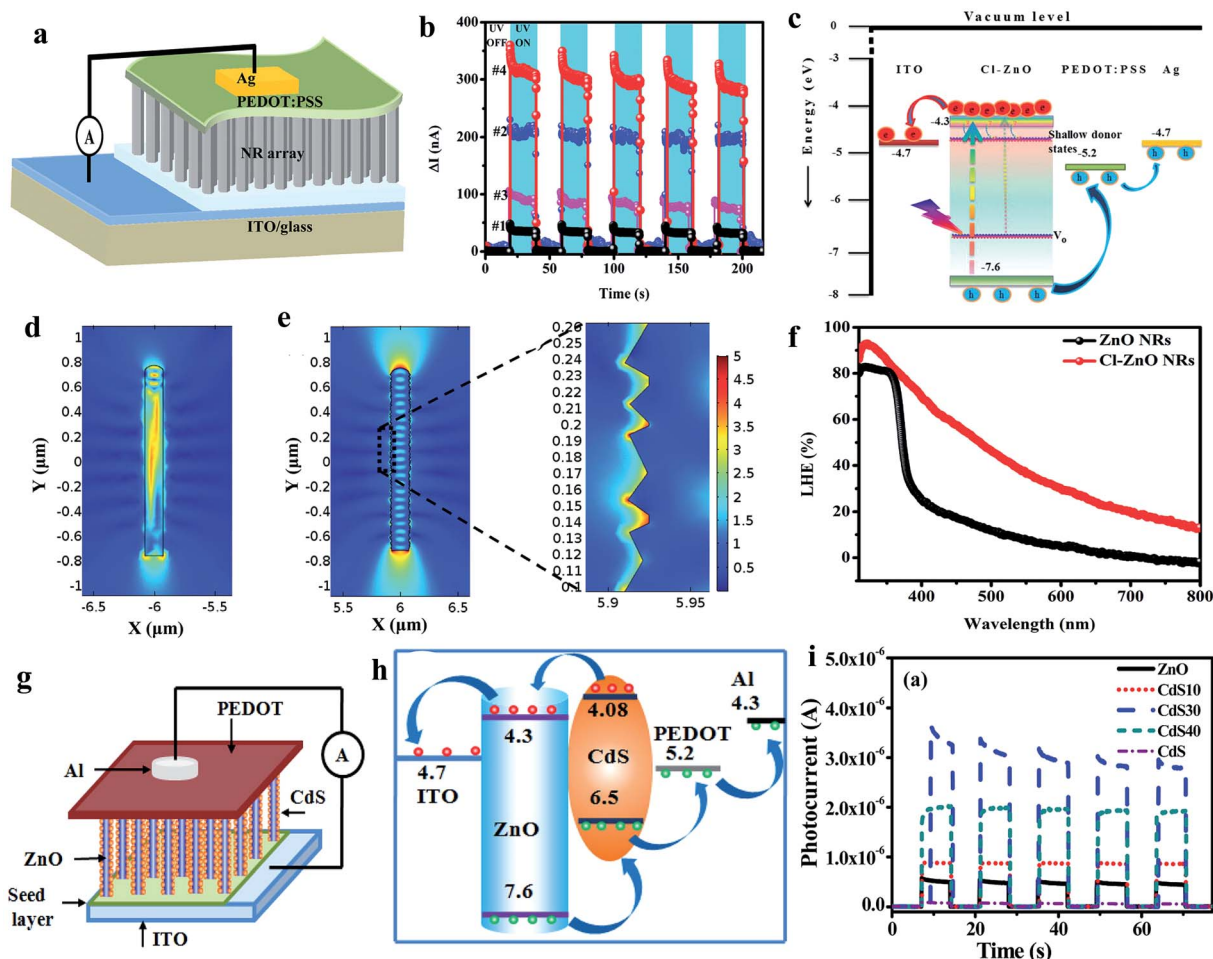 a
Ag
PEDOT:PSS
A
NR array
ITO/glass
b
UV UV
OFF ON
#4
#2
#3
#1
400
300
200
100
0
ΔI (nA)
0 50 100 150 200
Time (s)
c
Vacuum level
0
-3
-4
-5
-6
-7
-8
Energy (eV)
ITO Cl-ZnO PEDOT:PSS Ag
e e e e e e e
e e
-4.3
-4.7
Shallow donor
states
-5.2
-4.7
h h
h h
Vo
-7.6
h h h
d
1
0.8
0.6
0.4
0.2
0
-0.2
-0.4
-0.6
-0.8
-1
Y (μm)
-6.5 -6 -5.5
X (μm)
e
1
0.8
0.6
0.4
0.2
0
-0.2
-0.4
-0.6
-0.8
-1
Y (μm)
5.5 6 6.5
X (μm)
0.26
0.24
0.23
0.21
0.2
0.19
0.17
0.16
0.15
0.14
0.13
0.12
0.1
5.9 5.95
5
4.5
4
3.5
3
2.5
2
1.5
1
0.5
f
ZnO NRs
Cl-ZnO NRs
100
80
60
40
20
0
LHE (%)
400 500 600 700 800
Wavelength (nm)
g
PEDOT
A
Al
CdS
ZnO
Seed
layer
ITO
h
Al
4.3
4.08
4.3
PEDOT
5.2
CdS
4.7
ITO
6.5
ZnO
7.6
i
(a)
ZnO
CdS10
CdS30
CdS40
CdS
5.0x10-6
4.0x10-6
3.0x10-6
2.0x10-6
1.0x10-6
0.0
Photocurrent (A)
0 20 40 60
Time (s)